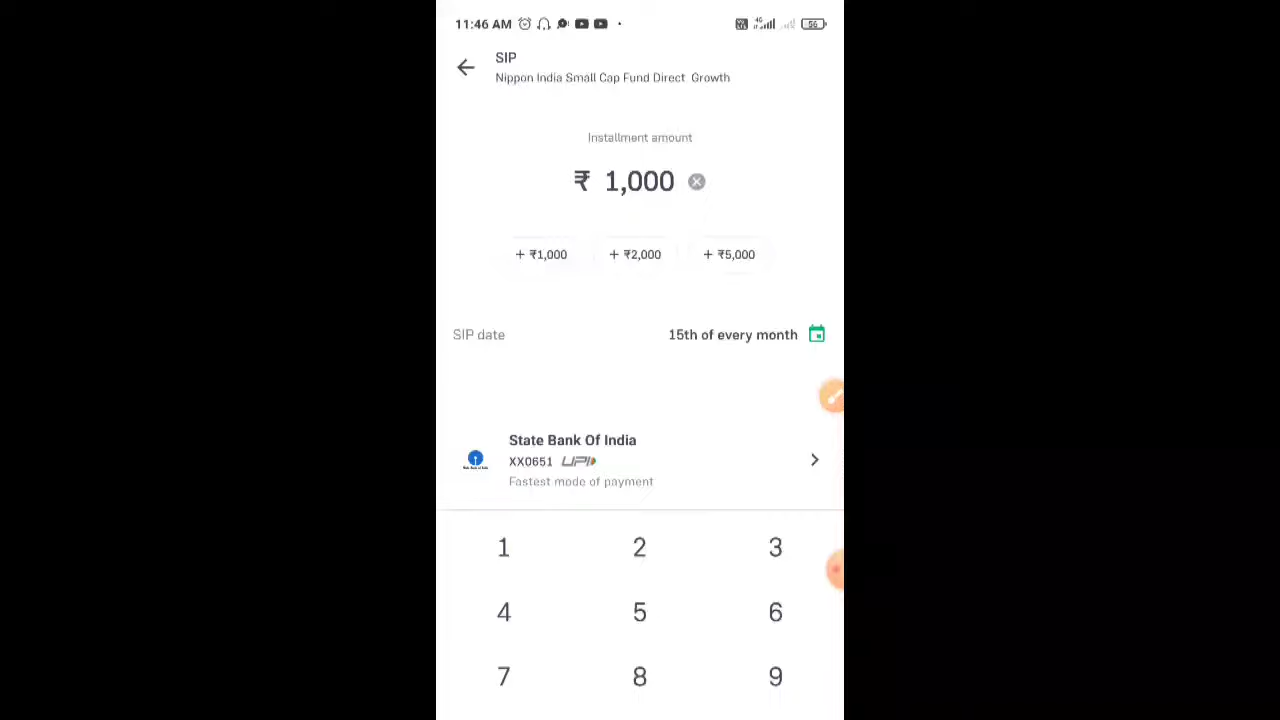 11:46 AM
4G
56
SIP
Nippon India Small Cap Fund Direct Growth
Installment amount
₹ 1,000
+ ₹1,000 + ₹2,000 + ₹5,000
SIP date 15th of every month
State Bank Of India
XX0651 UPI
Fastest mode of payment
1 2 3
4 5 6
7 8 9